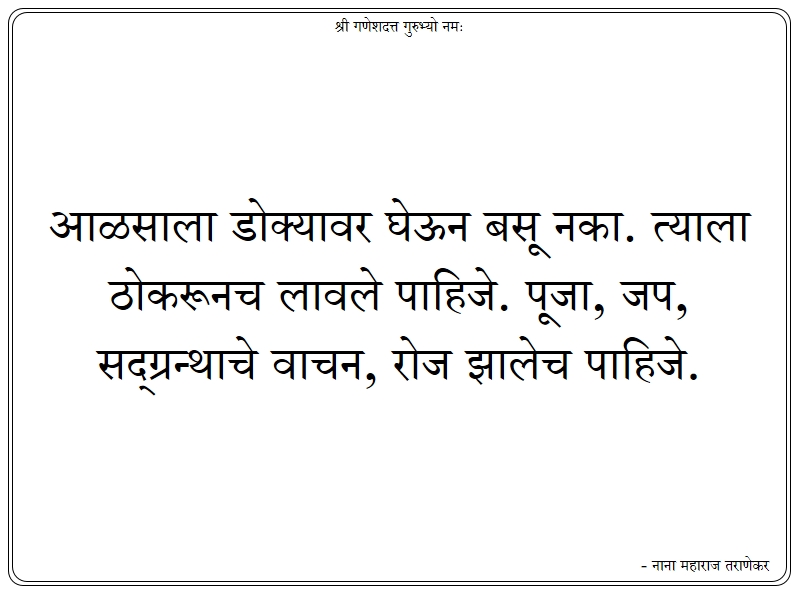 श्री गणेशदत्त गुरुभ्यो नमः
आळसाला डोक्यावर घेऊन बसू नका. त्याला
ठोकरूनच लावले पाहिजे. पूजा, जप,
सद्ग्रन्थाचे वाचन, रोज झालेच पाहिजे.
- नाना महाराज तराणेकर